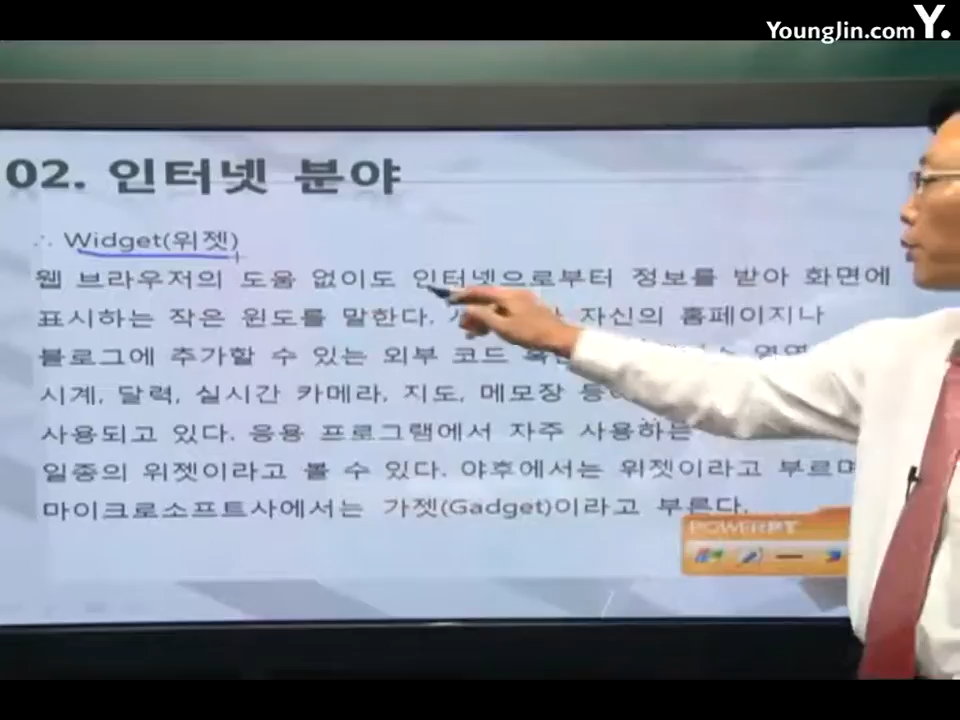 YoungJin.com Y.
02. 인터넷 분야
∴ Widget(위젯)
웹 브라우저의 도움 없이도 인터넷으로부터 정보를 받아 화면에
표시하는 작은 윈도를 말한다. 자신의 홈페이지나
블로그에 추가할 수 있는 외부 코드
시계, 달력, 실시간 카메라, 지도, 메모장
사용되고 있다. 응용 프로그램에서 자주 사용하는
일종의 위젯이라고 볼 수 있다. 야후에서는 위젯이라고 부르며
마이크로소프트사에서는 가젯(Gadget)이라고 부른다.
POWERPT